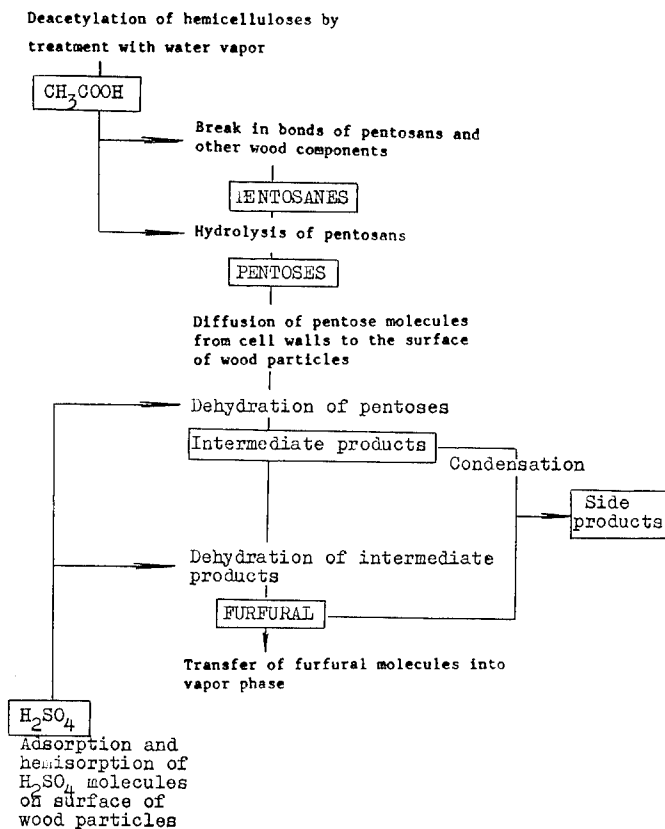 Deacetylation of hemicelluloses by
treatment with water vapor
CH₃COOH
Break in bonds of pentosans and
other wood components
1ENTOSANES
Hydrolysis of pentosans
PENTOSES
Diffusion of pentose molecules
from cell walls to the surface
of wood particles
Dehydration of pentoses
Intermediate products
Condensation
Side
products
Dehydration of intermediate
products
FURFURAL
Transfer of furfural molecules into
vapor phase
H₂SO₄
Adsorption and
hemisorption of
H₂SO₄ molecules
on surface of
wood particles